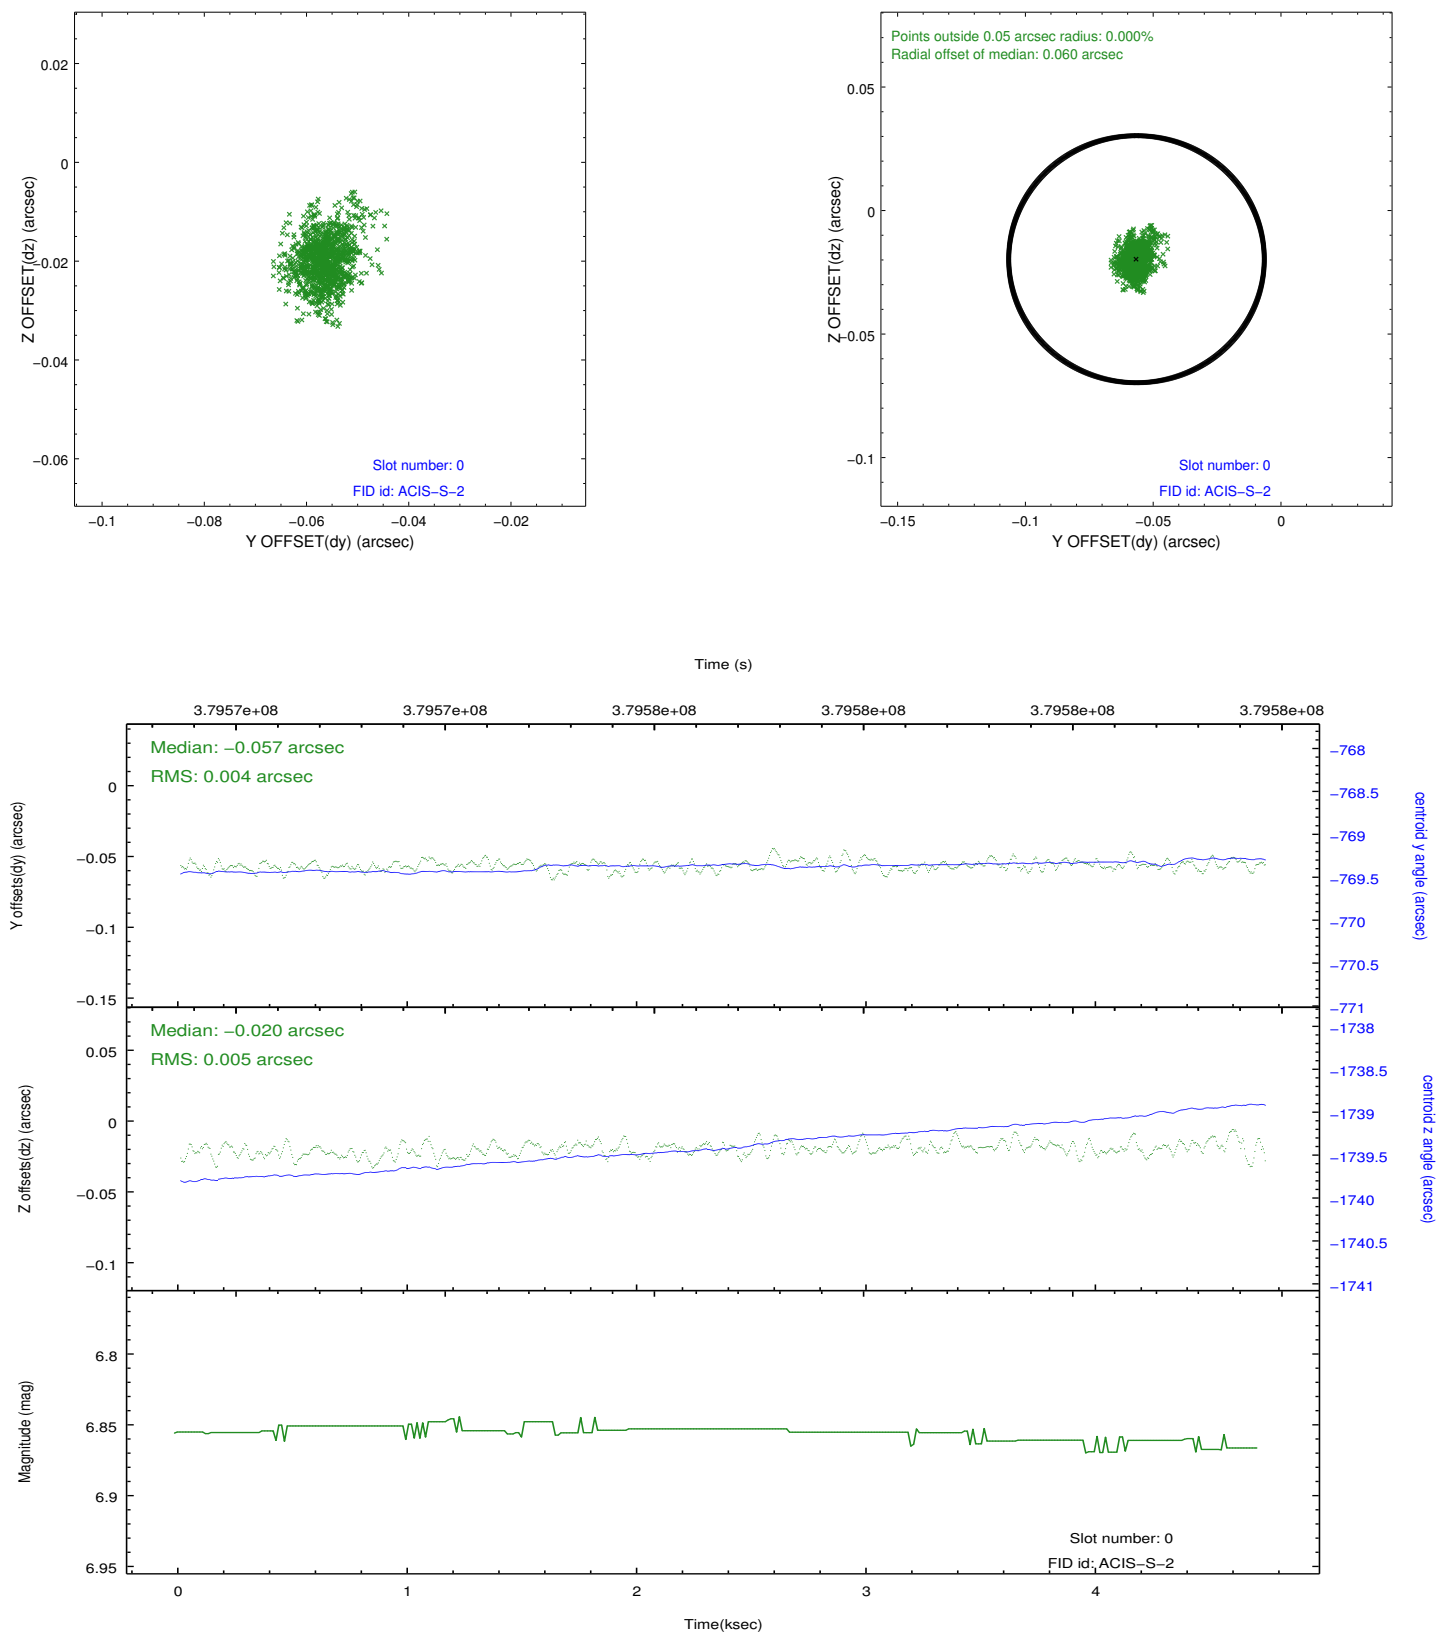 0.02
0
−0.02
−0.04
−0.06
Z OFFSET(dz) (arcsec)
Slot number: 0
FID id: ACIS−S−2
−0.1
−0.08
−0.06
−0.04
−0.02
Y OFFSET(dy) (arcsec)
Points outside 0.05 arcsec radius: 0.000%
Radial offset of median: 0.060 arcsec
0.05
0
−0.05
−0.1
Z OFFSET(dz) (arcsec)
Slot number: 0
FID id: ACIS−S−2
−0.15
−0.1
−0.05
0
Y OFFSET(dy) (arcsec)
Time (s)
3.7957e+08
3.7957e+08
3.7958e+08
3.7958e+08
3.7958e+08
3.7958e+08
Median: −0.057 arcsec
RMS: 0.004 arcsec
0
−0.05
−0.1
−0.15
Y offsets(dy) (arcsec)
−768
−768.5
−769
−769.5
−770
−770.5
−771
centroid y angle (arcsec)
Median: −0.020 arcsec
RMS: 0.005 arcsec
0.05
0
−0.05
−0.1
Z offsets(dz) (arcsec)
−1738
−1738.5
−1739
−1739.5
−1740
−1740.5
−1741
centroid z angle (arcsec)
6.8
6.85
6.9
6.95
Magnitude (mag)
Slot number: 0
FID id: ACIS−S−2
0
1
2
3
4
Time(ksec)